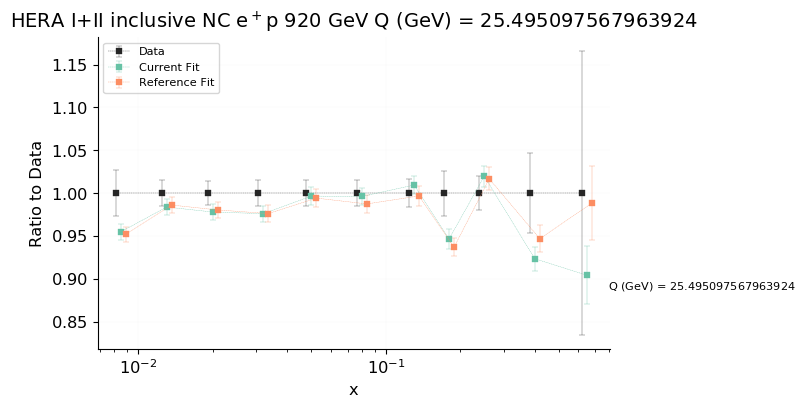 HERA I+II inclusive NC e⁺p 920 GeV Q (GeV) = 25.495097567963924
Data
Current Fit
Reference Fit
1.15
1.10
1.05
1.00
0.95
0.90
0.85
Ratio to Data
Q (GeV) = 25.495097567963924
10⁻²
10⁻¹
x